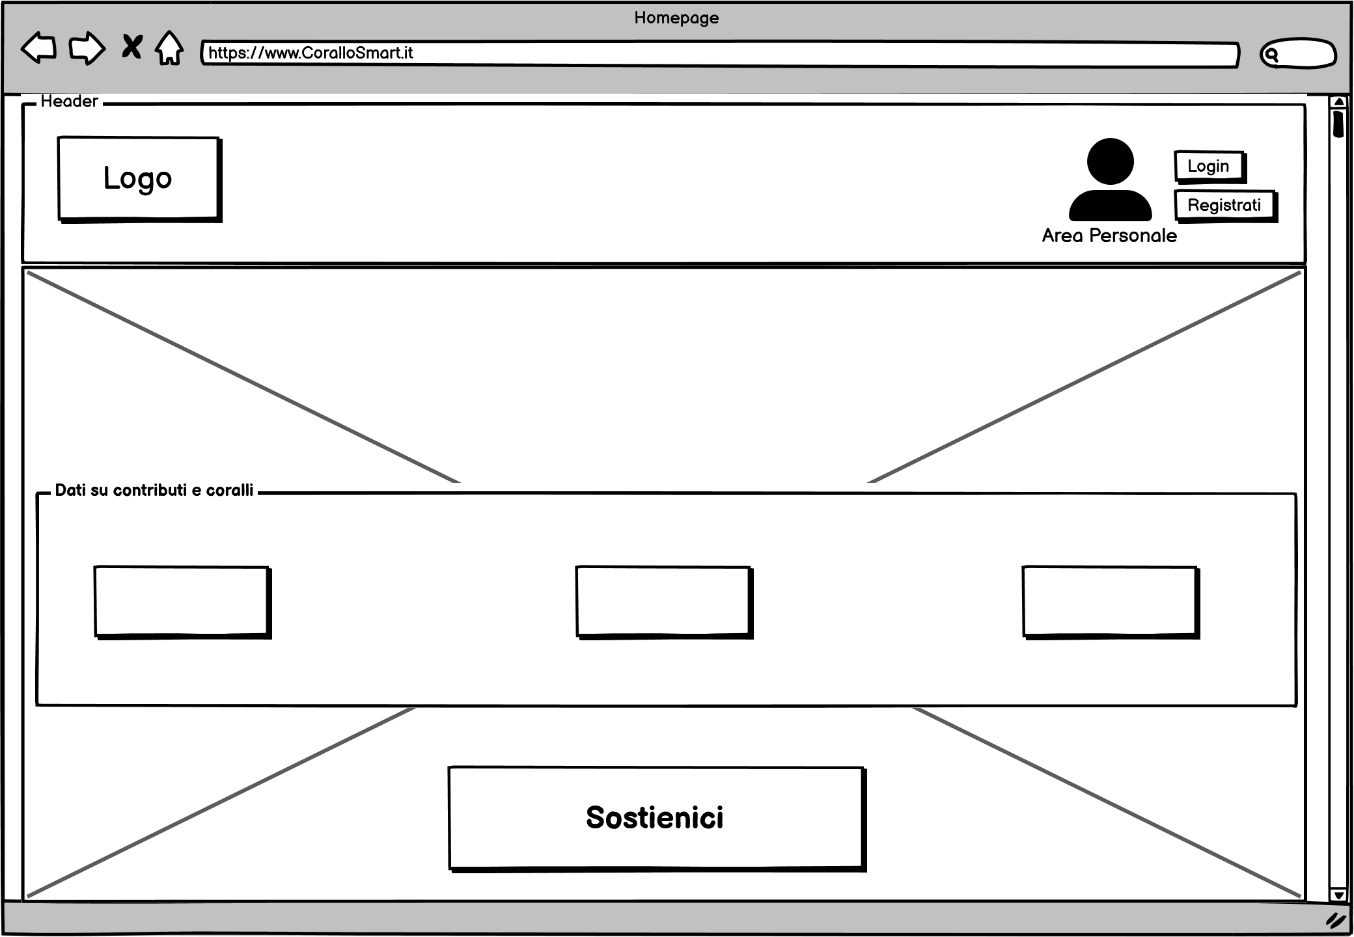 Homepage
https://www.CoralloSmart.it
Header
Logo
Login
Registrati
Area Personale
Dati su contributi e coralli
Sostienici